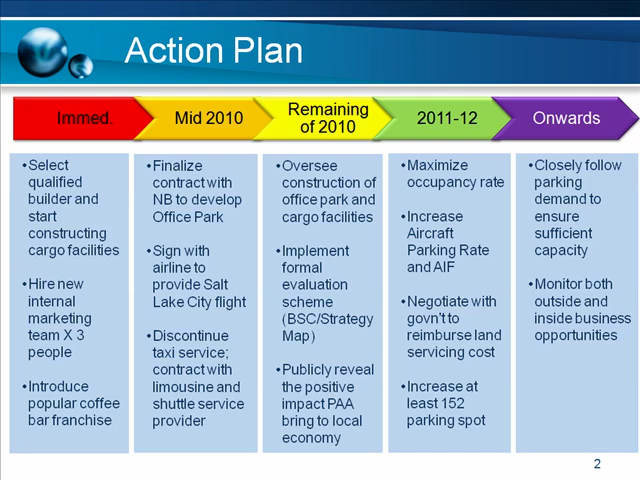 Action Plan
Immed.
Mid 2010
Remaining
of 2010
2011-12
Onwards
•Select
qualified
builder and
start
constructing
cargo facilities
•Hire new
internal
marketing
team X 3
people
•Introduce
popular coffee
bar franchise
•Finalize
contract with
NB to develop
Office Park
•Sign with
airline to
provide Salt
Lake City flight
•Discontinue
taxi service;
contract with
limousine and
shuttle service
provider
•Oversee
construction of
office park and
cargo facilities
•Implement
formal
evaluation
scheme
(BSC/Strategy
Map)
•Publicly reveal
the positive
impact PAA
bring to local
economy
•Maximize
occupancy rate
•Increase
Aircraft
Parking Rate
and AIF
•Negotiate with
govn't to
reimburse land
servicing cost
•Increase at
least 152
parking spot
•Closely follow
parking
demand to
ensure
sufficient
capacity
•Monitor both
outside and
inside business
opportunities
2